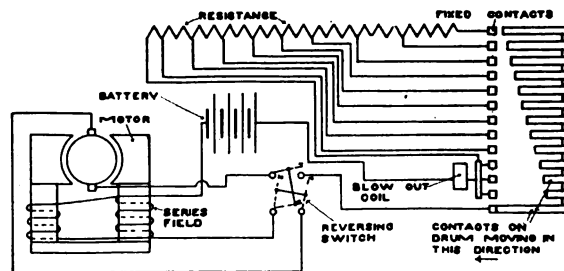 RESISTANCE
FIXED CONTACTS
BATTERY
MOTOR
SERIES
FIELD
REVERSING
SWITCH
BLOW OUT
COIL
CONTACTS ON
DRUM MOVING IN
THIS DIRECTION